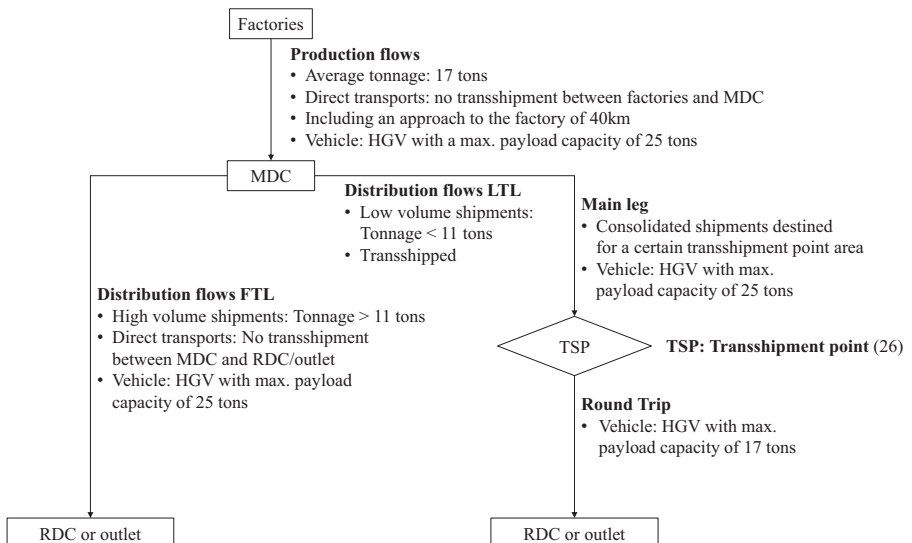 Factories
Production flows
• Average tonnage: 17 tons
• Direct transports: no transshipment between factories and MDC
• Including an approach to the factory of 40km
• Vehicle: HGV with a max. payload capacity of 25 tons
MDC
Distribution flows LTL
• Low volume shipments:
Tonnage < 11 tons
• Transshipped
Main leg
• Consolidated shipments destined
for a certain transshipment point area
• Vehicle: HGV with max.
payload capacity of 25 tons
Distribution flows FTL
• High volume shipments: Tonnage > 11 tons
• Direct transports: No transshipment
between MDC and RDC/outlet
• Vehicle: HGV with max. payload
capacity of 25 tons
TSP
TSP: Transshipment point (26)
Round Trip
• Vehicle: HGV with max.
payload capacity of 17 tons
RDC or outlet
RDC or outlet